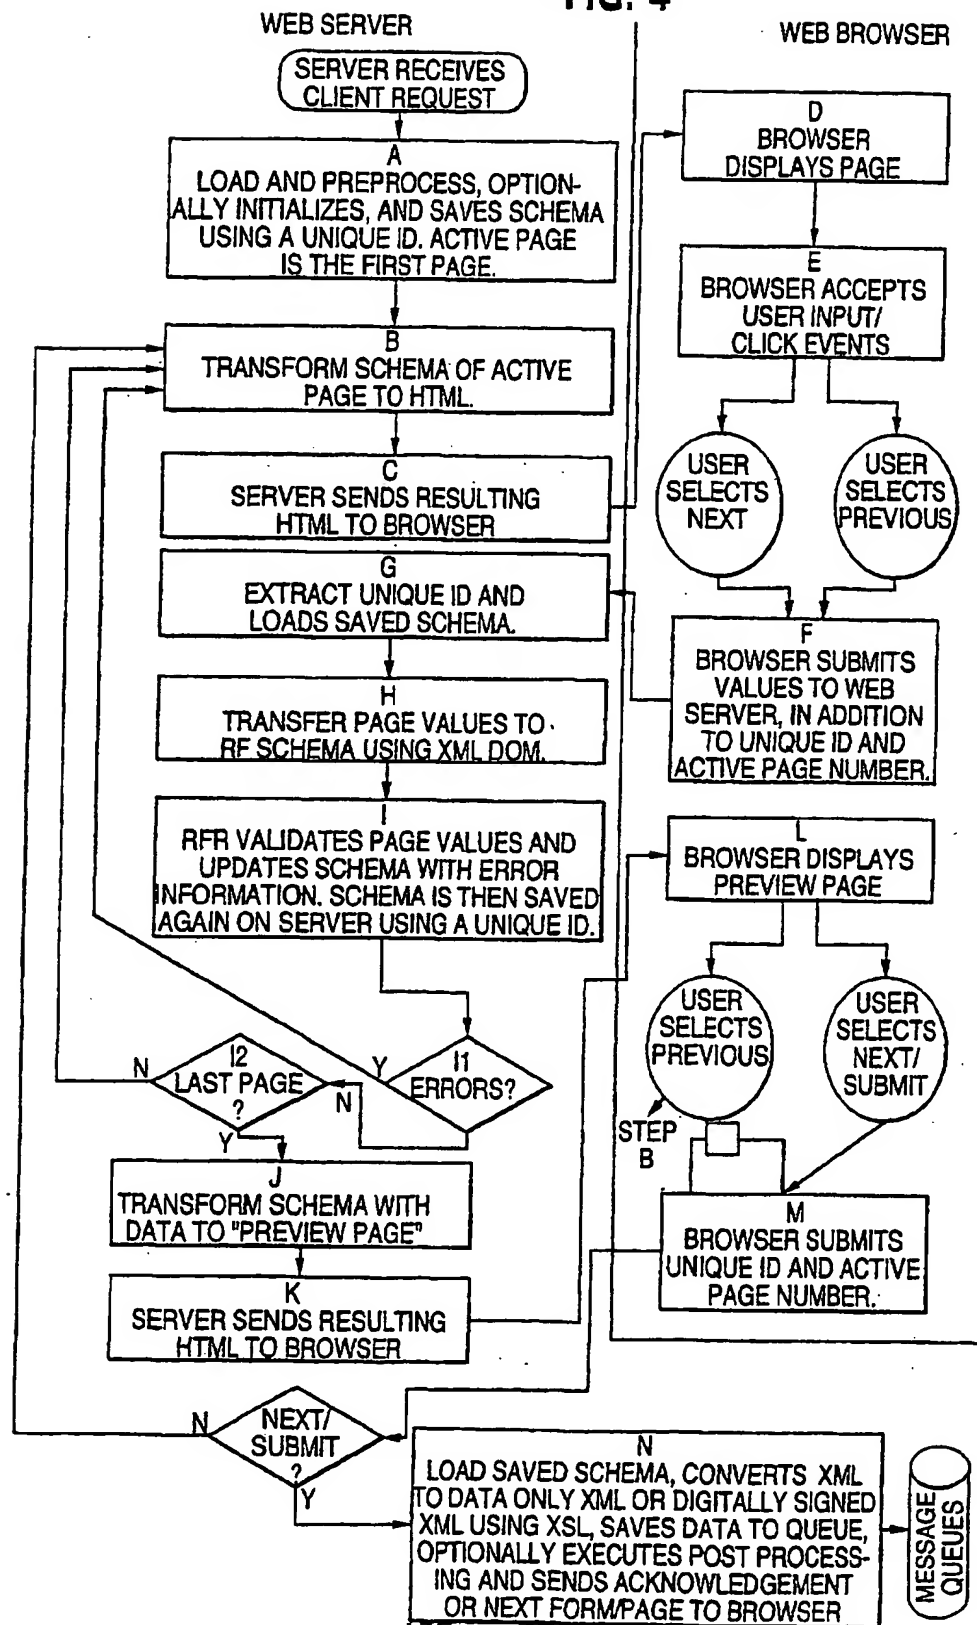 FIG. 4
WEB SERVER
WEB BROWSER
SERVER RECEIVES
CLIENT REQUEST
A
LOAD AND PREPROCESS, OPTION-
ALLY INITIALIZES, AND SAVES SCHEMA
USING A UNIQUE ID. ACTIVE PAGE
IS THE FIRST PAGE.
B
TRANSFORM SCHEMA OF ACTIVE
PAGE TO HTML.
C
SERVER SENDS RESULTING
HTML TO BROWSER
G
EXTRACT UNIQUE ID AND
LOADS SAVED SCHEMA.
H
TRANSFER PAGE VALUES TO
RF SCHEMA USING XML DOM.
I
RFR VALIDATES PAGE VALUES AND
UPDATES SCHEMA WITH ERROR
INFORMATION. SCHEMA IS THEN SAVED
AGAIN ON SERVER USING A UNIQUE ID.
I1
ERRORS?
Y
N
I2
LAST PAGE
?
N
Y
J
TRANSFORM SCHEMA WITH
DATA TO "PREVIEW PAGE"
K
SERVER SENDS RESULTING
HTML TO BROWSER
D
BROWSER
DISPLAYS PAGE
E
BROWSER ACCEPTS
USER INPUT/
CLICK EVENTS
USER
SELECTS
NEXT
USER
SELECTS
PREVIOUS
F
BROWSER SUBMITS
VALUES TO WEB
SERVER, IN ADDITION
TO UNIQUE ID AND
ACTIVE PAGE NUMBER.
L
BROWSER DISPLAYS
PREVIEW PAGE
USER
SELECTS
PREVIOUS
USER
SELECTS
NEXT/
SUBMIT
STEP
B
M
BROWSER SUBMITS
UNIQUE ID AND ACTIVE
PAGE NUMBER.
NEXT/
SUBMIT
?
N
Y
N
LOAD SAVED SCHEMA, CONVERTS XML
TO DATA ONLY XML OR DIGITALLY SIGNED
XML USING XSL, SAVES DATA TO QUEUE,
OPTIONALLY EXECUTES POST PROCESS-
ING AND SENDS ACKNOWLEDGEMENT
OR NEXT FORM/PAGE TO BROWSER
MESSAGE
QUEUES